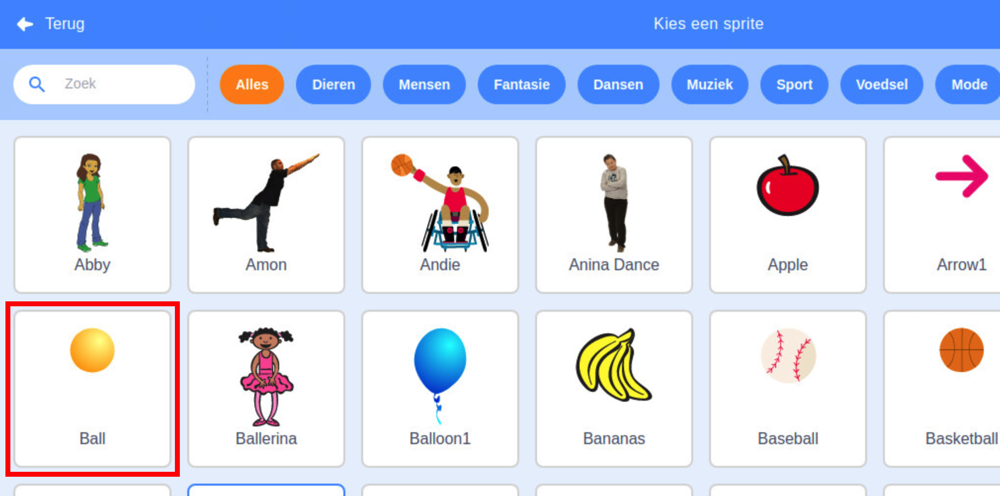 Terug
Kies een sprite
Zoek
Alles
Dieren
Mensen
Fantasie
Dansen
Muziek
Sport
Voedsel
Mode
Abby
Amon
Andie
Anina Dance
Apple
Arrow1
Ball
Ballerina
Balloon1
Bananas
Baseball
Basketball